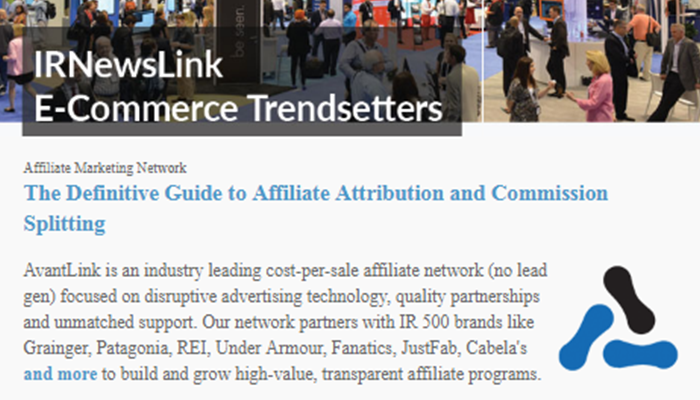 be seen.
IRNewsLink
E-Commerce Trendsetters
Affiliate Marketing Network
The Definitive Guide to Affiliate Attribution and Commission
Splitting
AvantLink is an industry leading cost-per-sale affiliate network (no lead
gen) focused on disruptive advertising technology, quality partnerships
and unmatched support. Our network partners with IR 500 brands like
Grainger, Patagonia, REI, Under Armour, Fanatics, JustFab, Cabela's
and more to build and grow high-value, transparent affiliate programs.